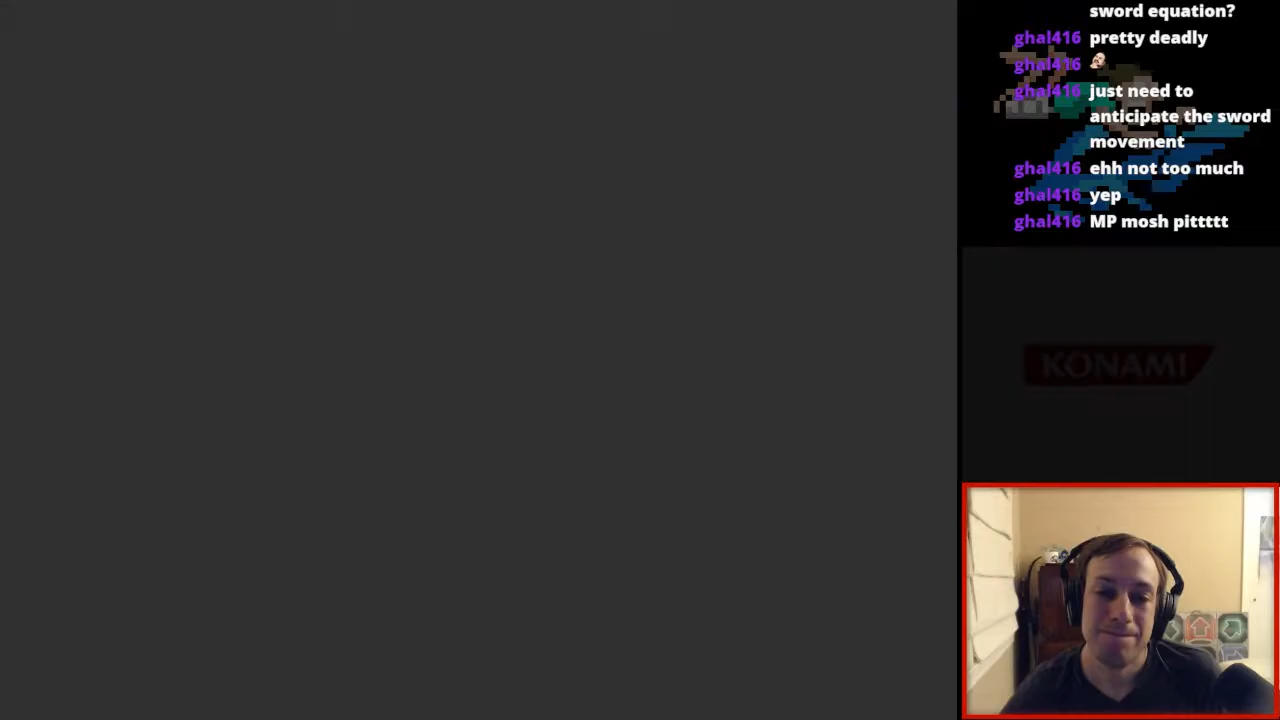 sword equation?
ghal416 pretty deadly
ghal416
ghal416 just need to
anticipate the sword
movement
ghal416 ehh not too much
ghal416 yep
ghal416 MP mosh pittttt
KONAMI